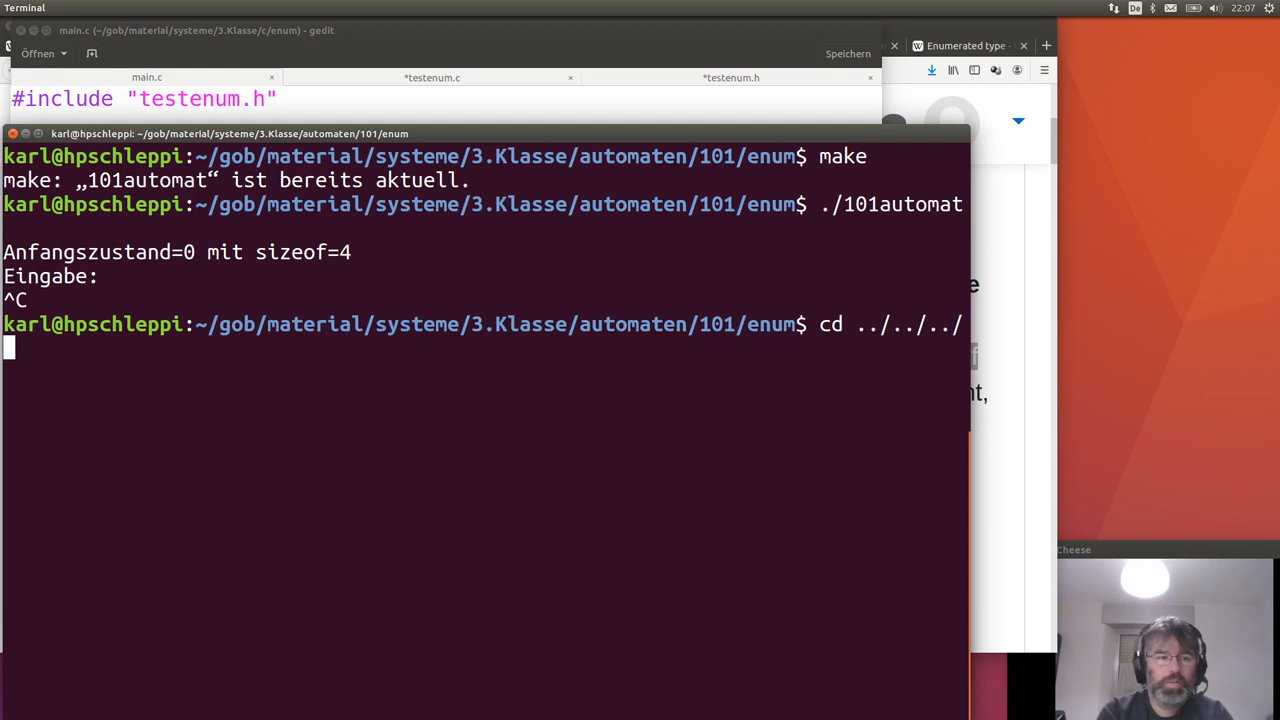 Terminal
De
22:07
main.c (~/gob/material/systeme/3.Klasse/c/enum) - gedit
Öffnen
Speichern
Enumerated type -
main.c
*testenum.c
*testenum.h
#include "testenum.h"
karl@hpschleppi: ~/gob/material/systeme/3.Klasse/automaten/101/enum
karl@hpschleppi:~/gob/material/systeme/3.Klasse/automaten/101/enum$ make
make: „101automat“ ist bereits aktuell.
karl@hpschleppi:~/gob/material/systeme/3.Klasse/automaten/101/enum$ ./101automat
Anfangszustand=0 mit sizeof=4
Eingabe:
^C
karl@hpschleppi:~/gob/material/systeme/3.Klasse/automaten/101/enum$ cd ../../../
Cheese